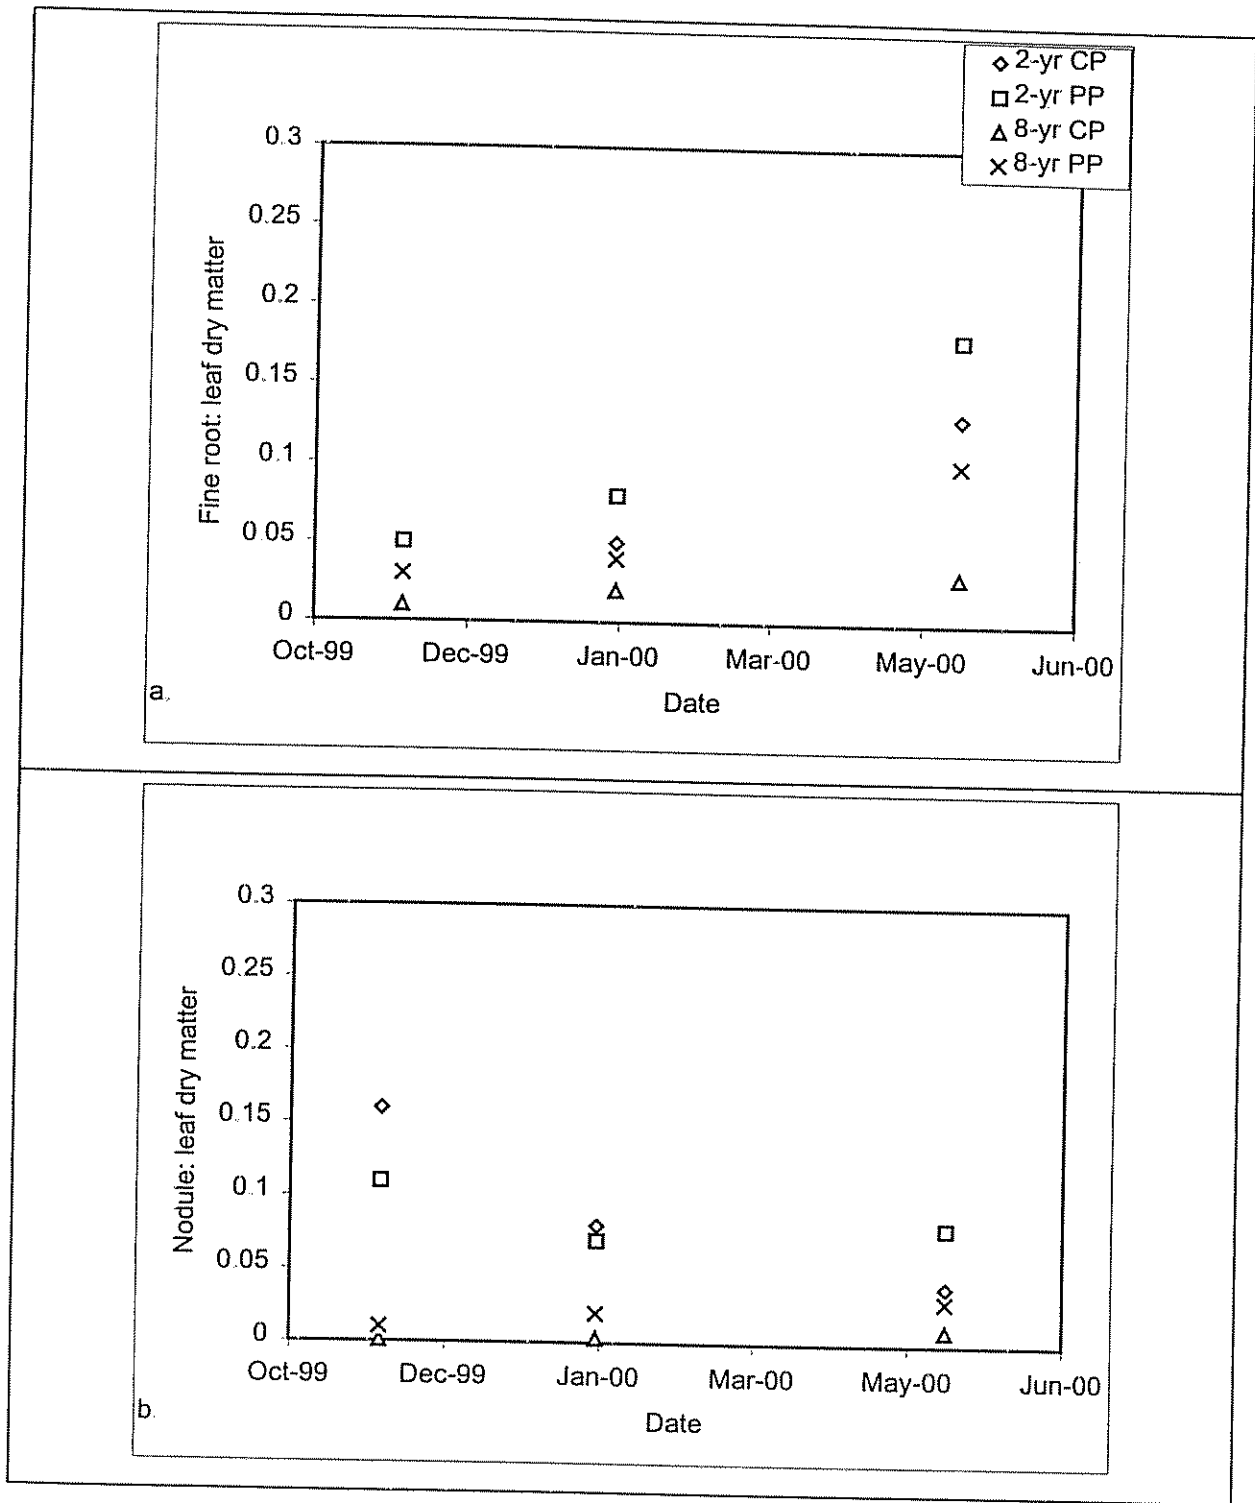 2-yr CP
2-yr PP
8-yr CP
8-yr PP
0.3
0.25
0.2
0.15
0.1
0.05
0
Fine root: leaf dry matter
Oct-99 Dec-99 Jan-00 Mar-00 May-00 Jun-00
Date
a.
0.3
0.25
0.2
0.15
0.1
0.05
0
Nodule: leaf dry matter
Oct-99 Dec-99 Jan-00 Mar-00 May-00 Jun-00
Date
b.